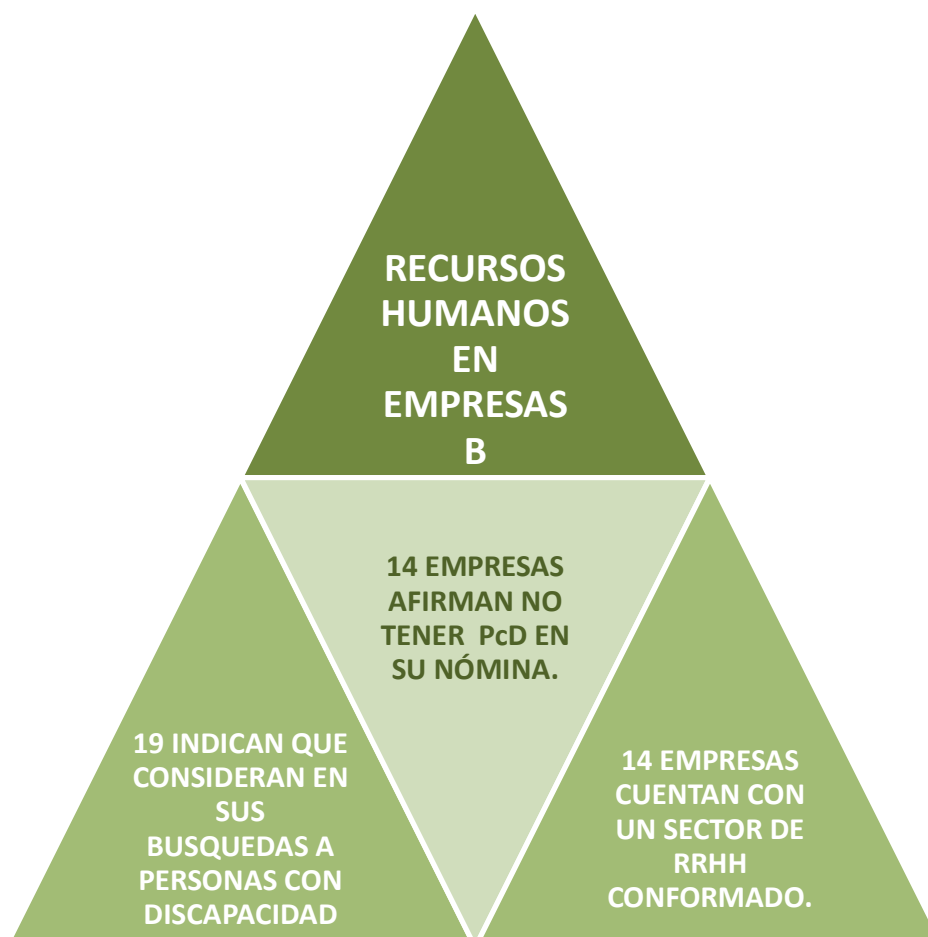 RECURSOS
HUMANOS
EN
EMPRESAS
B
14 EMPRESAS
AFIRMAN NO
TENER PcD EN
SU NÓMINA.
19 INDICAN QUE
CONSIDERAN EN
SUS
BUSQUEDAS A
PERSONAS CON
DISCAPACIDAD
14 EMPRESAS
CUENTAN CON
UN SECTOR DE
RRHH
CONFORMADO.